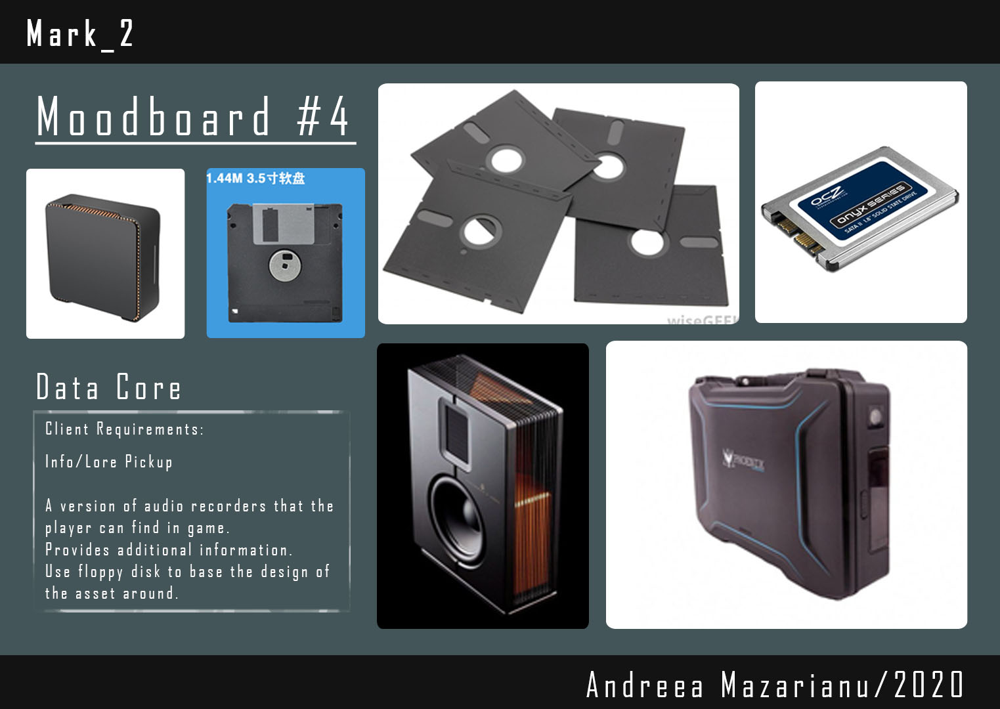 Mark_2
Moodboard #4
1.44M 3.5寸软盘
wiseGEEK
OCZ
ONYX SERIES
SATA II 1.8" SOLID STATE DRIVE
Data Core
Client Requirements:
Info/Lore Pickup
A version of audio recorders that the
player can find in game.
Provides additional information.
Use floppy disk to base the design of
the asset around.
PHOENIX
Andreea Mazarianu/2020